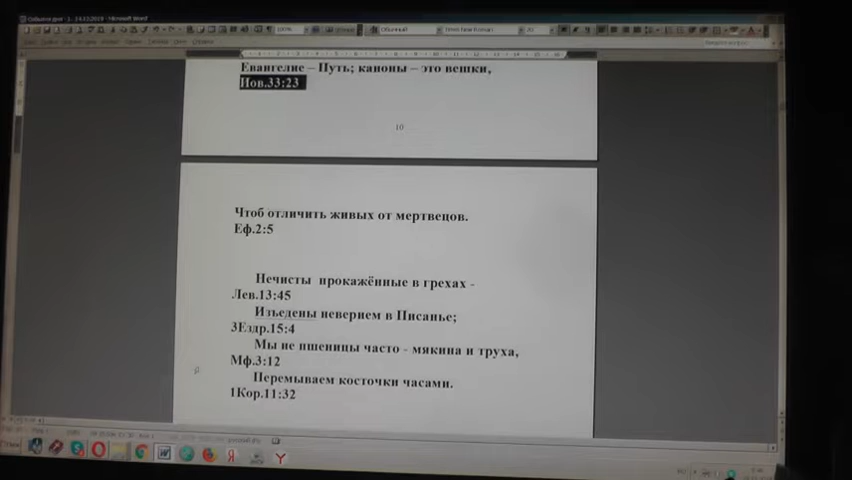 Евангелие – Путь; каноны – это вешки,
Иов.33:23
10
Чтоб отличить живых от мертвецов.
Еф.2:5
Нечисты прокажённые в грехах -
Лев.13:45
Изъедены неверием в Писанье;
3Ездр.15:4
Мы не пшеницы часто - мякина и труха,
Мф.3:12
Перемываем косточки часами.
1Кор.11:32